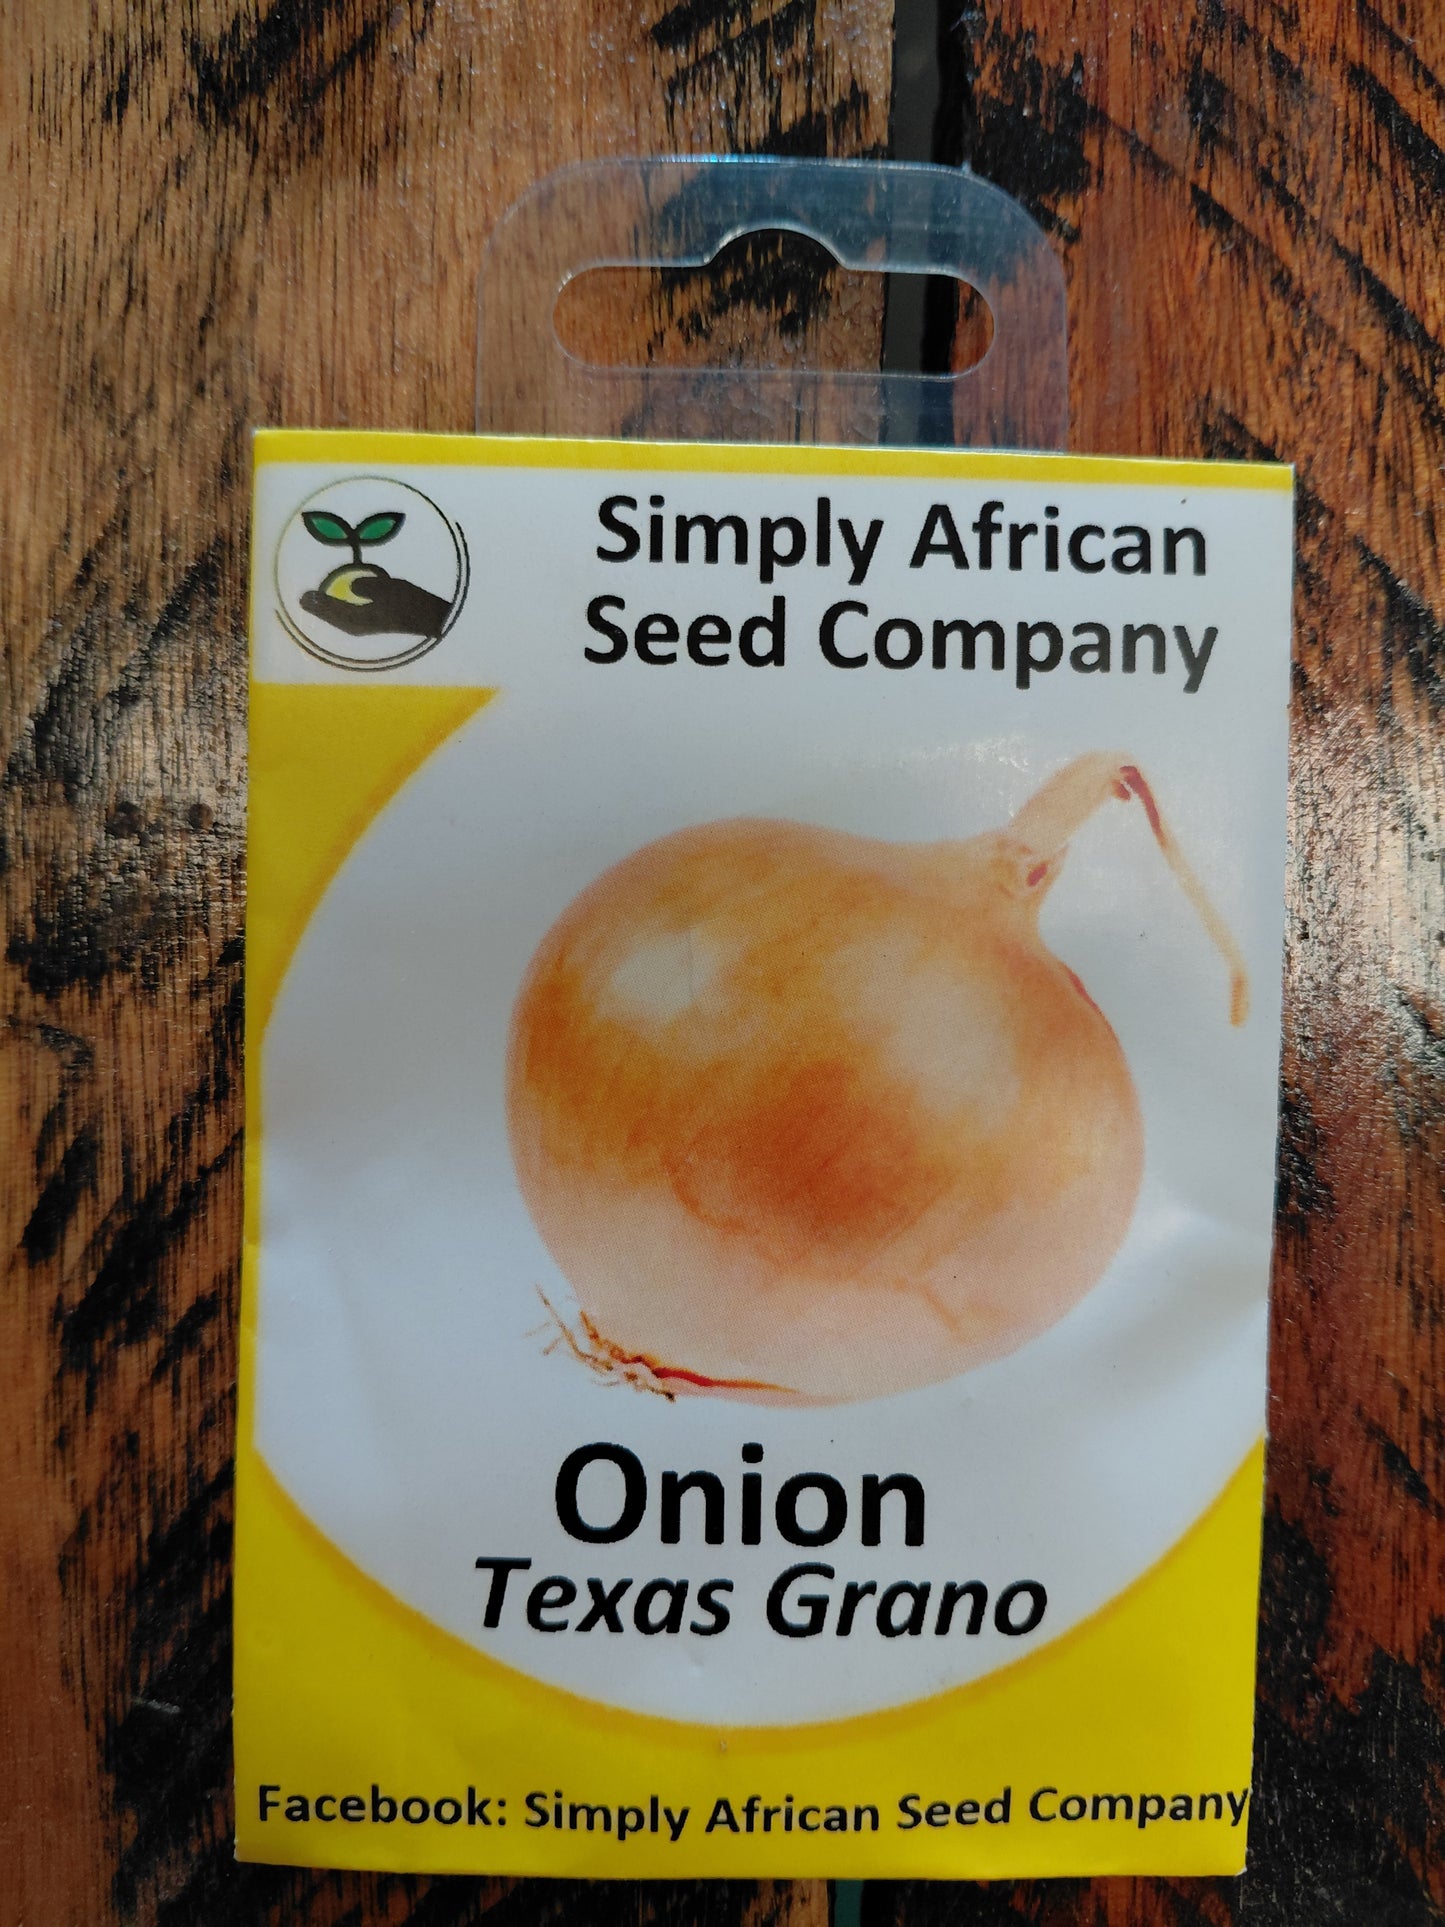 Simply African
Seed Company
Onion
Texas Grano
Facebook: Simply African Seed Company